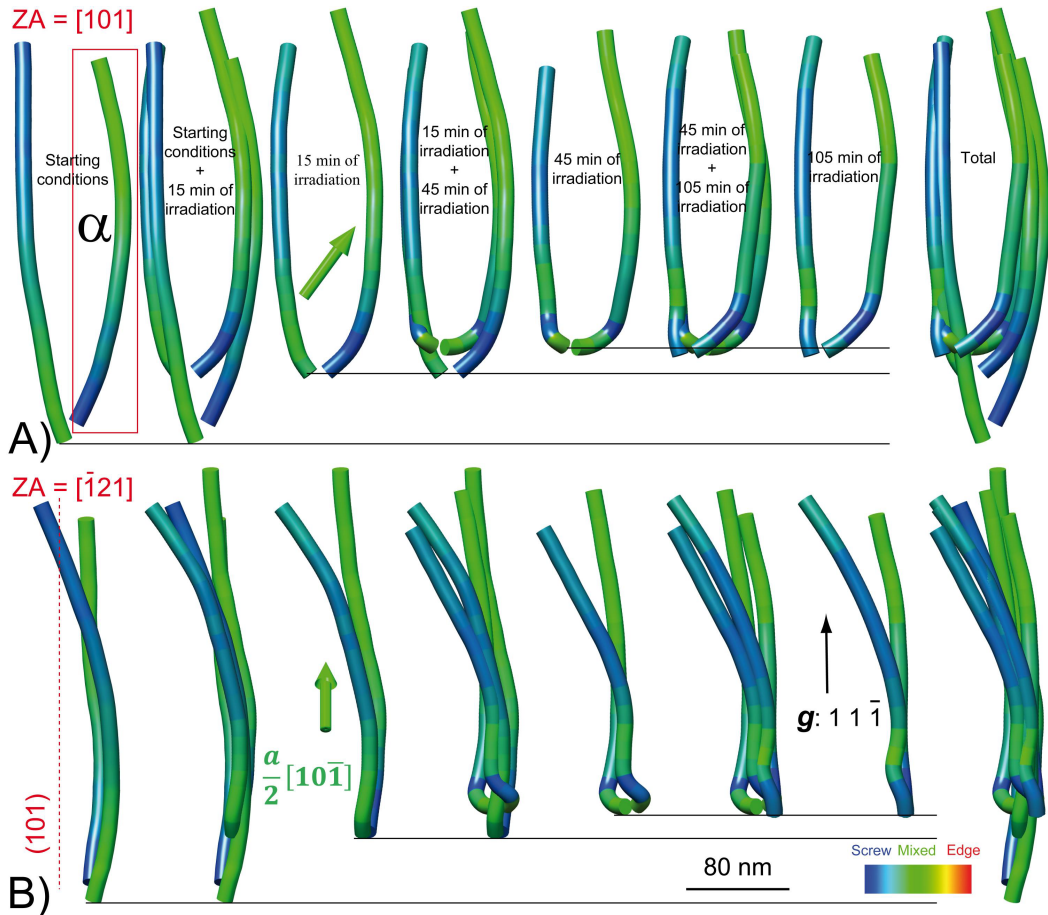 ZA = [101]
Starting
conditions
α
Starting
conditions
+
15 min of
irradiation
15 min of
irradiation
15 min of
irradiation
+
45 min of
irradiation
45 min of
irradiation
45 min of
irradiation
+
105 min of
irradiation
105 min of
irradiation
Total
A)
ZA = [1̄21]
(101)
a/2 [101̄]
g: 1 1 1̄
80 nm
Screw Mixed Edge
B)